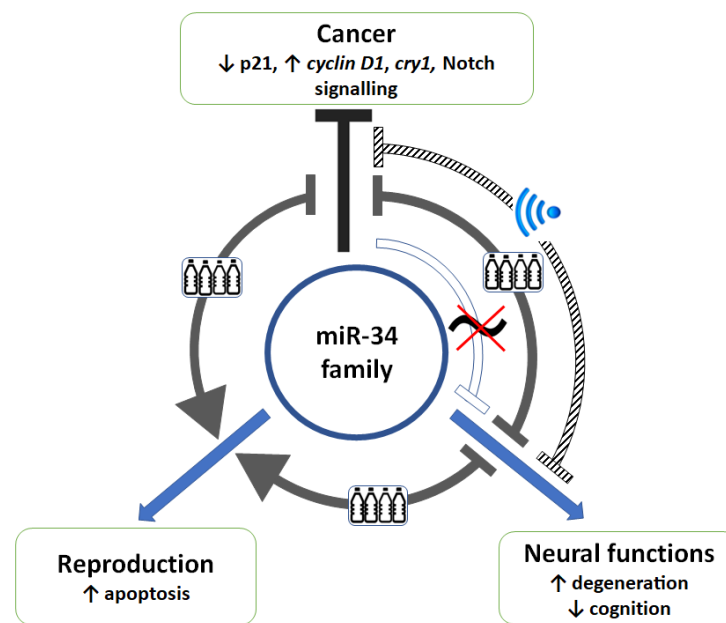 Cancer
↓ p21, ↑ cyclin D1, cry1, Notch
signalling
miR-34
family
Reproduction
↑ apoptosis
Neural functions
↑ degeneration
↓ cognition